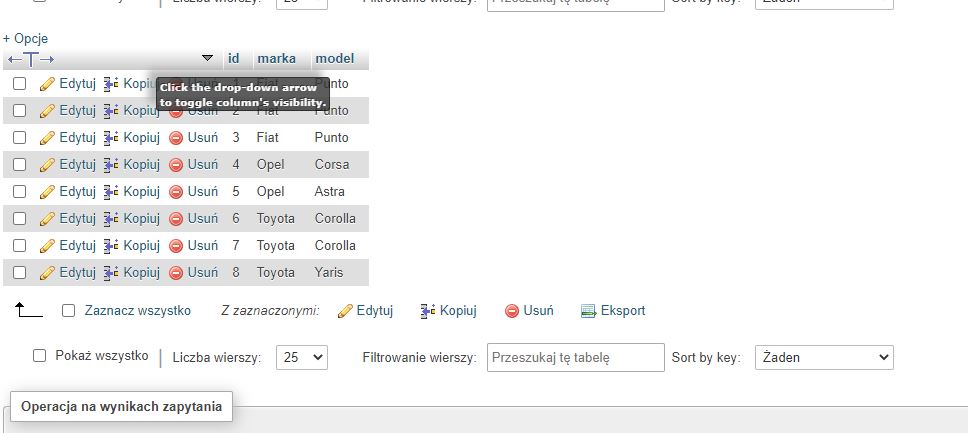 Liczba wierszy: 25 Filtrowanie wierszy: Przeszukaj tę tabelę Sort by key: Żaden
+ Opcje
id marka model
Edytuj Kopiuj 1 Fiat Punto
Click the drop-down arrow
to toggle column's visibility.
Edytuj Kopiuj Usuń 2 Fiat Punto
Edytuj Kopiuj Usuń 3 Fiat Punto
Edytuj Kopiuj Usuń 4 Opel Corsa
Edytuj Kopiuj Usuń 5 Opel Astra
Edytuj Kopiuj Usuń 6 Toyota Corolla
Edytuj Kopiuj Usuń 7 Toyota Corolla
Edytuj Kopiuj Usuń 8 Toyota Yaris
Zaznacz wszystko Z zaznaczonymi: Edytuj Kopiuj Usuń Eksport
Pokaż wszystko Liczba wierszy: 25 Filtrowanie wierszy: Przeszukaj tę tabelę Sort by key: Żaden
Operacja na wynikach zapytania